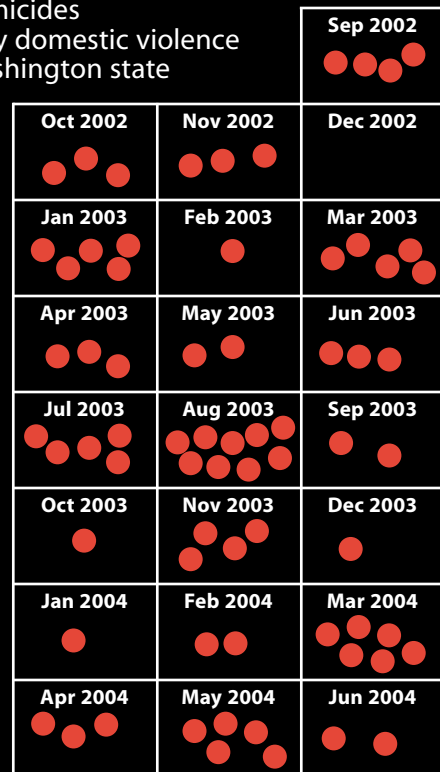 domestic violence
state
Sep 2002
Oct 2002 Nov 2002 Dec 2002
Jan 2003 Feb 2003 Mar 2003
Apr 2003 May 2003 Jun 2003
Jul 2003 Aug 2003 Sep 2003
Oct 2003 Nov 2003 Dec 2003
Jan 2004 Feb 2004 Mar 2004
Apr 2004 May 2004 Jun 2004